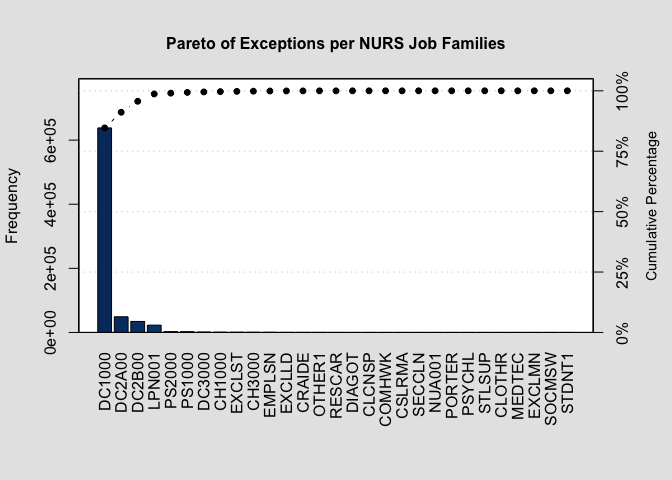 Pareto of Exceptions per NURS Job Families
Frequency
0e+00
2e+05
4e+05
6e+05
Cumulative Percentage
0%
25%
50%
75%
100%
DC1000
DC2A00
DC2B00
LPN001
PS2000
PS1000
DC3000
CH1000
EXCLST
CH3000
EMPLSN
EXCLLD
CRAIDE
OTHER1
RESCAR
DIAGOT
CLCNSP
COMHWK
CSLRMA
SECCLN
NUA001
PORTER
PSYCHL
STLSUP
CLOTHR
MEDTEC
EXCLMN
SOCMSW
STDNT1